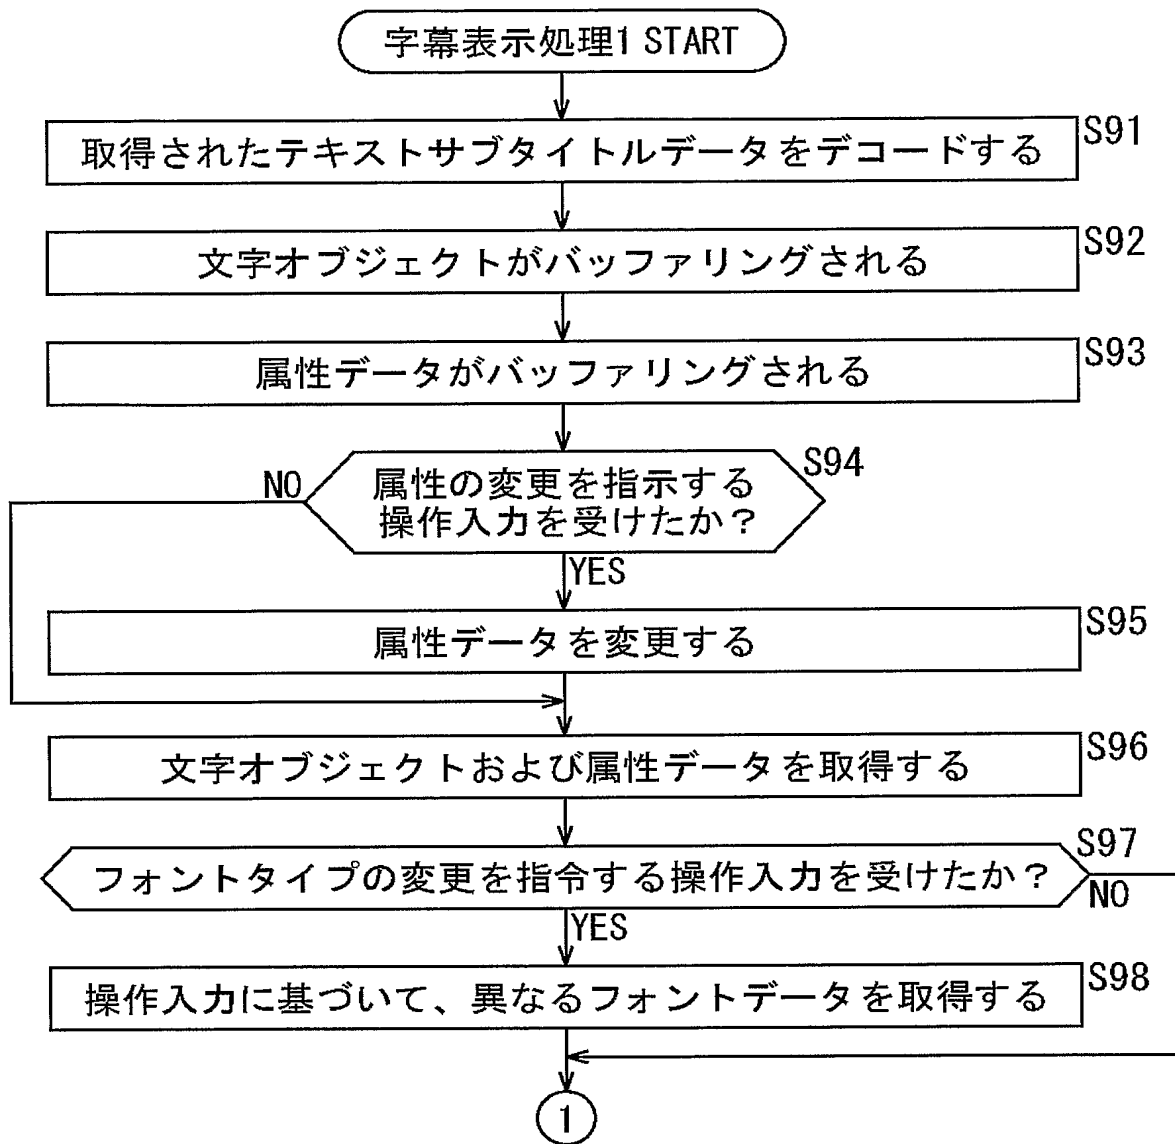 字幕表示処理1 START
取得されたテキストサブタイトルデータをデコードする
S91
文字オブジェクトがバッファリングされる
S92
属性データがバッファリングされる
S93
属性の変更を指示する
操作入力を受けたか？
S94
NO
YES
属性データを変更する
S95
文字オブジェクトおよび属性データを取得する
S96
フォントタイプの変更を指令する操作入力を受けたか？
S97
NO
YES
操作入力に基づいて、異なるフォントデータを取得する
S98
1